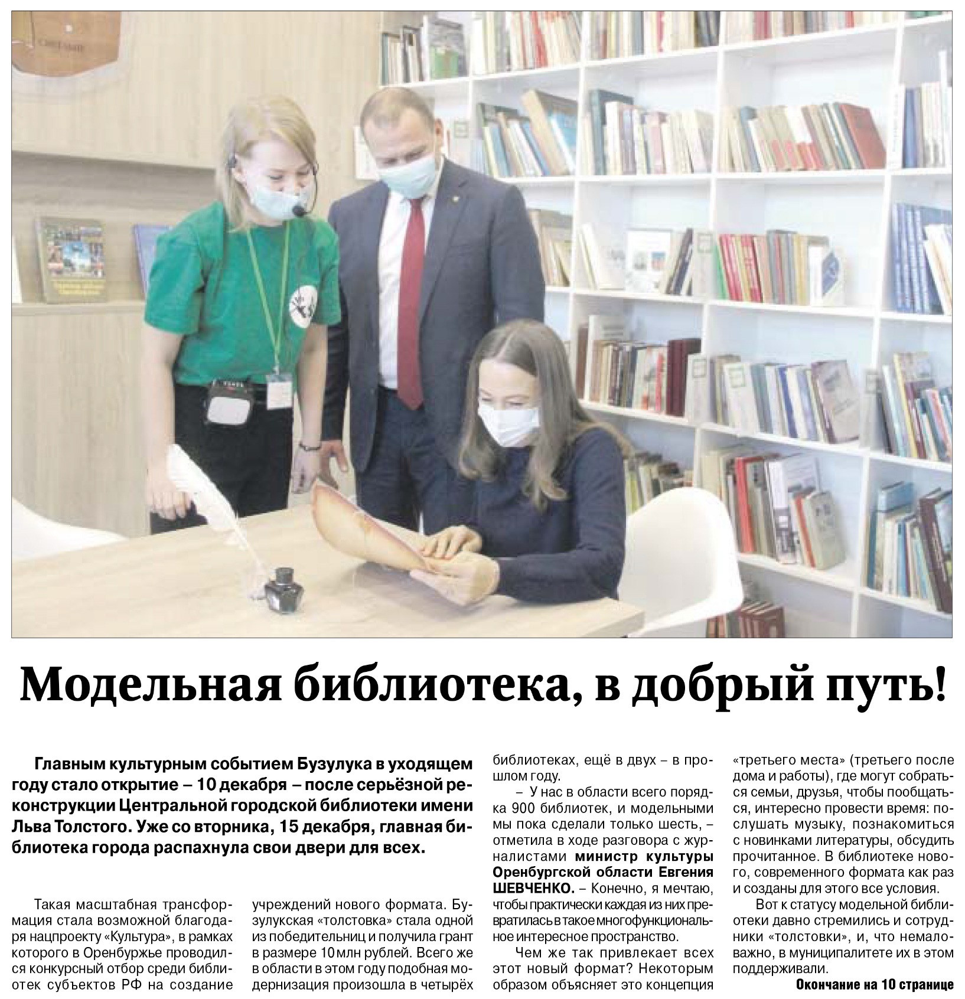 Модельная библиотека, в добрый путь!
Главным культурным событием Бузулука в уходящем
году стало открытие – 10 декабря – после серьёзной ре-
конструкции Центральной городской библиотеки имени
Льва Толстого. Уже со вторника, 15 декабря, главная би-
блиотека города распахнула свои двери для всех.
Такая масштабная трансфор-
мация стала возможной благода-
ря нацпроекту «Культура», в рамках
которого в Оренбуржье проводил-
ся конкурсный отбор среди библи-
отек субъектов РФ на создание
учреждений нового формата. Бу-
зулукская «толстовка» стала одной
из победительниц и получила грант
в размере 10 млн рублей. Всего же
в области в этом году подобная мо-
дернизация произошла в четырёх
библиотеках, ещё в двух – в про-
шлом году.
– У нас в области всего поряд-
ка 900 библиотек, и модельными
мы пока сделали только шесть, –
отметила в ходе разговора с жур-
налистами министр культуры
Оренбургской области Евгения
ШЕВЧЕНКО. – Конечно, я мечтаю,
чтобы практически каждая из них пре-
вратилась в такое многофункциональ-
ное интересное пространство.
Чем же так привлекает всех
этот новый формат? Некоторым
образом объясняет это концепция
«третьего места» (третьего после
дома и работы), где могут собрать-
ся семьи, друзья, чтобы пообщать-
ся, интересно провести время: по-
слушать музыку, познакомиться
с новинками литературы, обсудить
прочитанное. В библиотеке ново-
го, современного формата как раз
и созданы для этого все условия.
Вот к статусу модельной библи-
отеки давно стремились и сотруд-
ники «толстовки», и, что немало-
важно, в муниципалитете их в этом
поддерживали.
Окончание на 10 странице